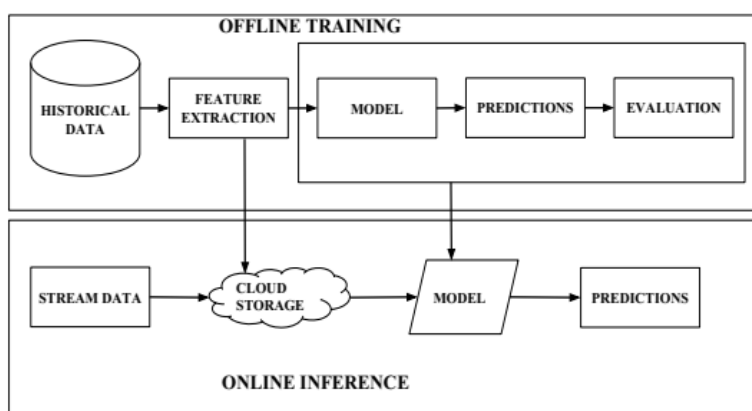 OFFLINE TRAINING
HISTORICAL
DATA
FEATURE
EXTRACTION
MODEL
PREDICTIONS
EVALUATION
STREAM DATA
CLOUD
STORAGE
MODEL
PREDICTIONS
ONLINE INFERENCE